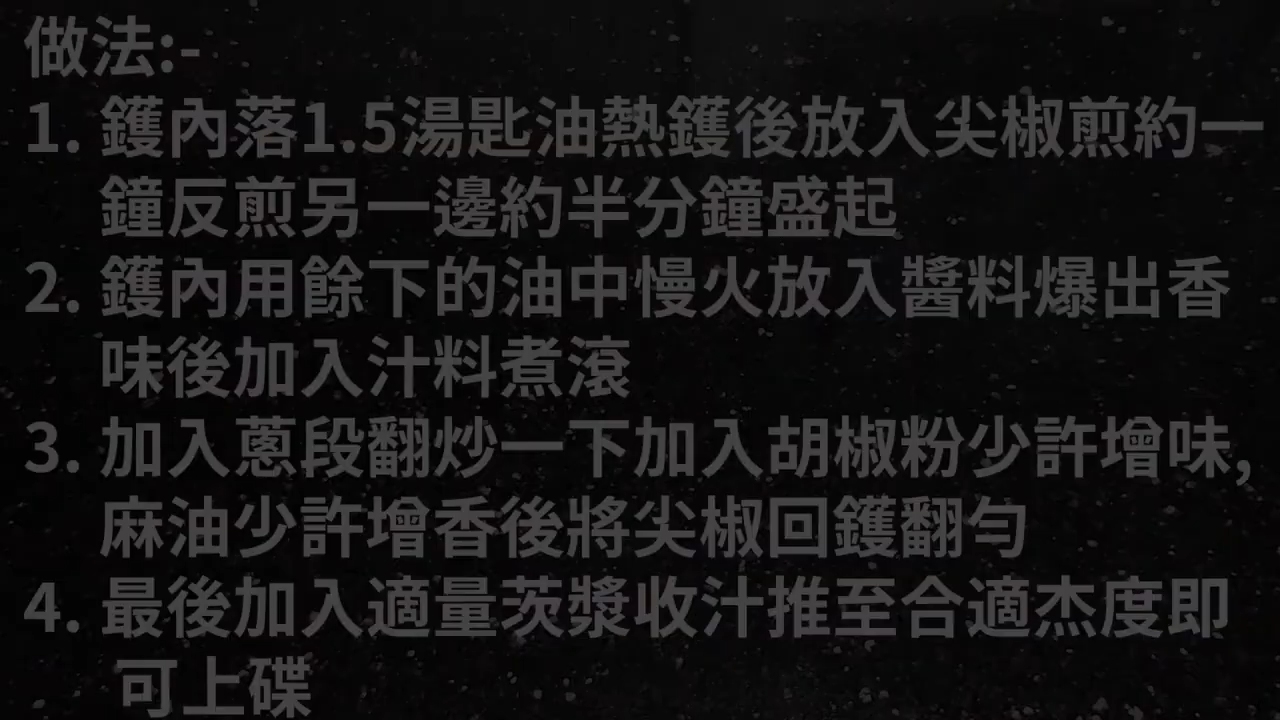 做法:-
1. 鑊內落1.5湯匙油熱鑊後放入尖椒煎約一
鐘反煎另一邊約半分鐘盛起
2. 鑊內用餘下的油中慢火放入醬料爆出香
味後加入汁料煮滾
3. 加入蔥段翻炒一下加入胡椒粉少許增味,
麻油少許增香後將尖椒回鑊翻勻
4. 最後加入適量茨漿收汁推至合適杰度即
可上碟